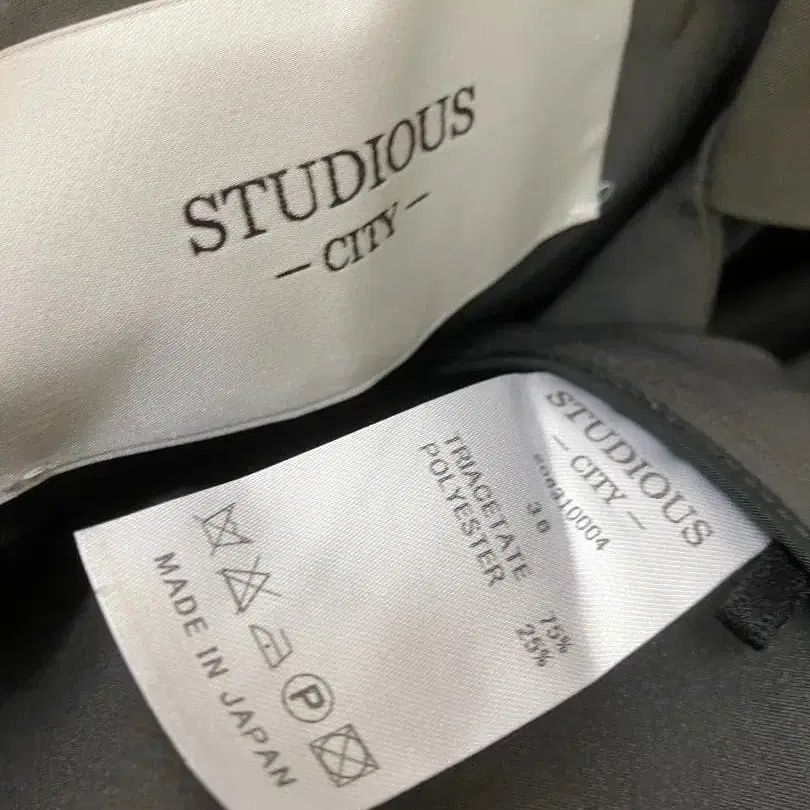 STUDIOUS
— CITY —
STUDIOUS
— CITY —
38
TRIACETATE 75%
POLYESTER 25%
P
MADE IN JAPAN